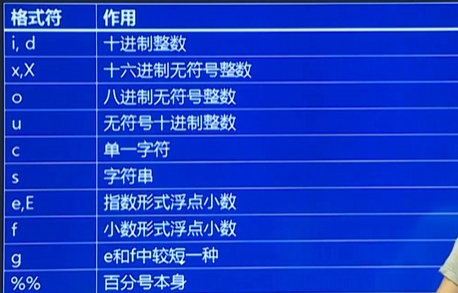 格式符 作用
i, d 十进制整数
x,X 十六进制无符号整数
o 八进制无符号整数
u 无符号十进制整数
c 单一字符
s 字符串
e,E 指数形式浮点小数
f 小数形式浮点小数
g e和f中较短一种
%% 百分号本身